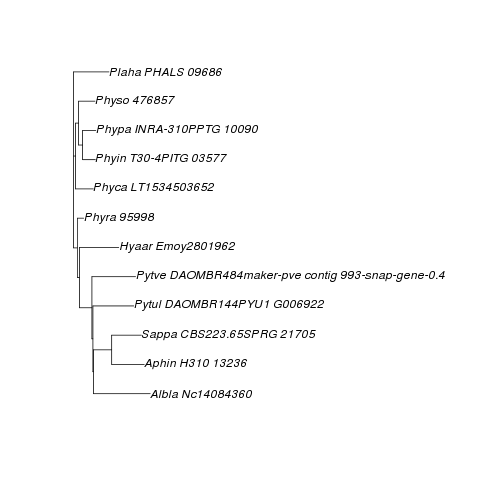 Plaha PHALS 09686
Physo 476857
Phypa INRA-310PPTG 10090
Phyin T30-4PITG 03577
Phyca LT1534503652
Phyra 95998
Hyaar Emoy2801962
Pytve DAOMBR484maker-pve contig 993-snap-gene-0.4
Pytul DAOMBR144PYU1 G006922
Sappa CBS223.65SPRG 21705
Aphin H310 13236
Albla Nc14084360